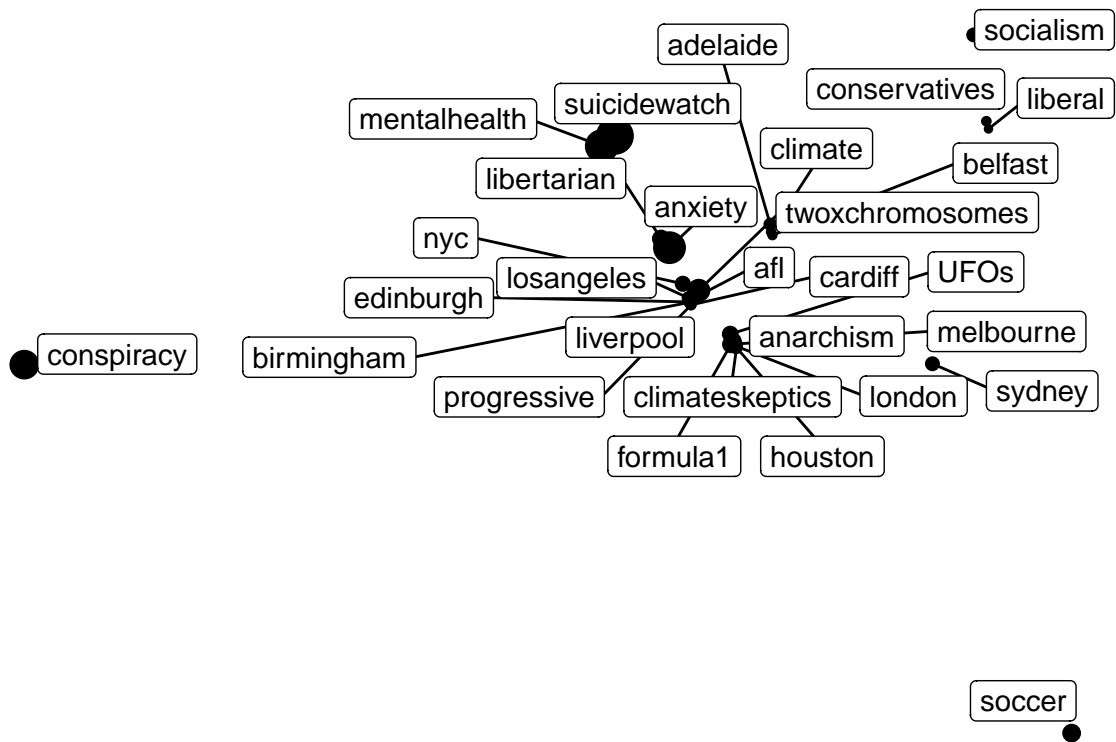 socialism
adelaide
conservatives
liberal
suicidewatch
mentalhealth
climate
belfast
libertarian
anxiety
twoxchromosomes
nyc
afl
UFOs
losangeles
cardiff
edinburgh
liverpool
anarchism
melbourne
conspiracy
birmingham
sydney
progressive
climateskeptics
london
formula1
houston
soccer